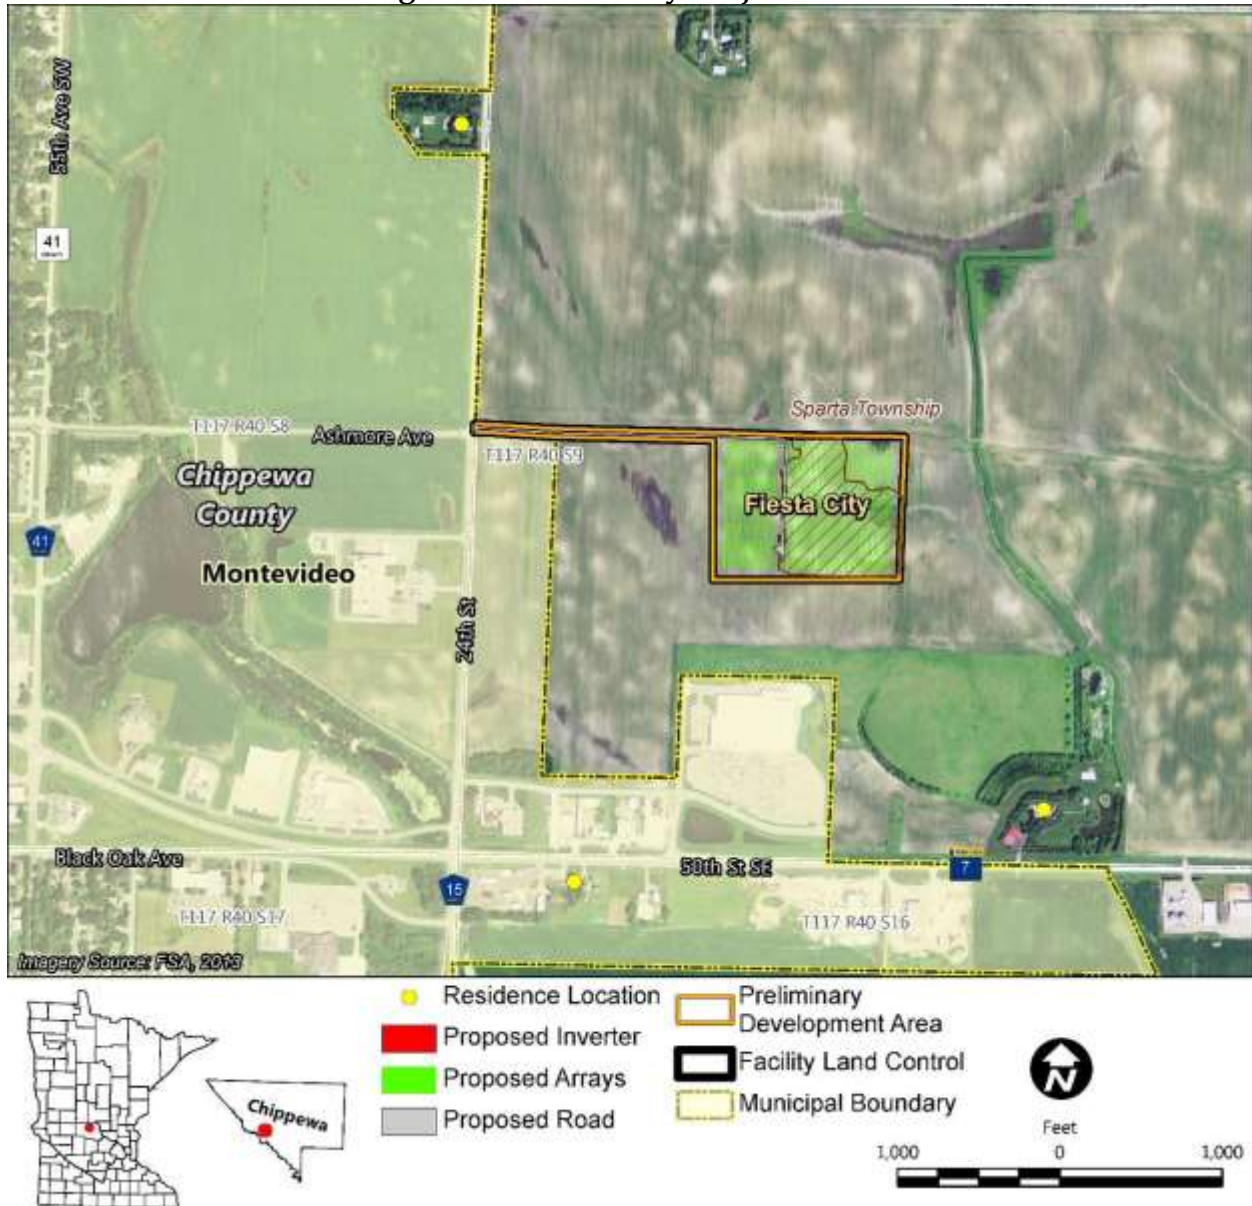 55th Ave SW
41
Sparta Township
T117 R40 S8
Ashmore Ave
T117 R40 S9
Chippewa
County
Fiesta City
41
Montevideo
24th St
Black Oak Ave
50th St SE
7
15
T117 R40 S17
T117 R40 S16
Imagery Source: FSA, 2013
Residence Location
Proposed Inverter
Proposed Arrays
Proposed Road
Preliminary
Development Area
Facility Land Control
Municipal Boundary
Chippewa
N
Feet
1,000 0 1,000